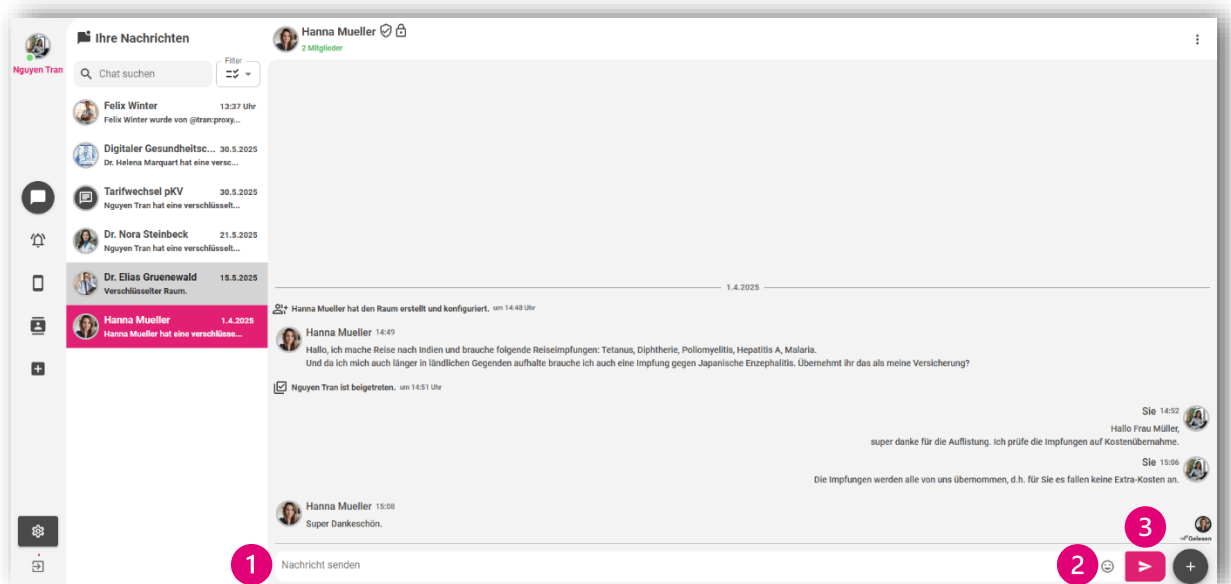 Nguyen Tran
Ihre Nachrichten
Chat suchen
Filter
Felix Winter 13:37 Uhr
Felix Winter wurde von @tran:proxy...
Digitaler Gesundheitsc... 30.5.2025
Dr. Helena Marquart hat eine versc...
Tarifwechsel pKV 30.5.2025
Nguyen Tran hat eine verschlüsselt...
Dr. Nora Steinbeck 21.5.2025
Nguyen Tran hat eine verschlüsselt...
Dr. Elias Gruenewald 15.5.2025
Verschlüsselter Raum.
Hanna Mueller 1.4.2025
Hanna Mueller hat eine verschlüsse...
Hanna Mueller
2 Mitglieder
1.4.2025
Hanna Mueller hat den Raum erstellt und konfiguriert. um 14:48 Uhr
Hanna Mueller 14:49
Hallo, ich mache Reise nach Indien und brauche folgende Reiseimpfungen: Tetanus, Diphtherie, Poliomyelitis, Hepatitis A, Malaria.
Und da ich mich auch länger in ländlichen Gegenden aufhalte brauche ich auch eine Impfung gegen Japanische Enzephalitis. Übernehmt ihr das als meine Versicherung?
Nguyen Tran ist beigetreten. um 14:51 Uhr
Sie 14:52
Hallo Frau Müller,
super danke für die Auflistung. Ich prüfe die Impfungen auf Kostenübernahme.
Sie 15:06
Die Impfungen werden alle von uns übernommen, d.h. für Sie es fallen keine Extra-Kosten an.
Hanna Mueller 15:08
Super Dankeschön.
Gelesen
1
Nachricht senden
2
3